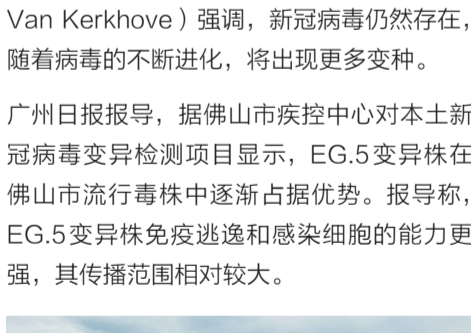 Van Kerkhove）强调，新冠病毒仍然存在，
随着病毒的不断进化，将出现更多变种。
广州日报报导，据佛山市疾控中心对本土新
冠病毒变异检测项目显示，EG.5变异株在
佛山市流行毒株中逐渐占据优势。报导称，
EG.5变异株免疫逃逸和感染细胞的能力更
强，其传播范围相对较大。